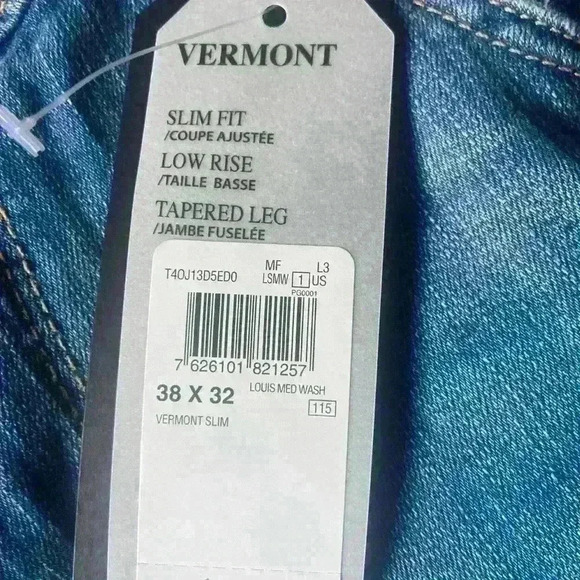 VERMONT
SLIM FIT
/COUPE AJUSTÉE
LOW RISE
/TAILLE BASSE
TAPERED LEG
/JAMBE FUSELÉE
T40J13D5ED0 MF L3
LSMW 1 US
PG0001
7 626101 821257
38 X 32 LOUIS MED WASH
115
VERMONT SLIM